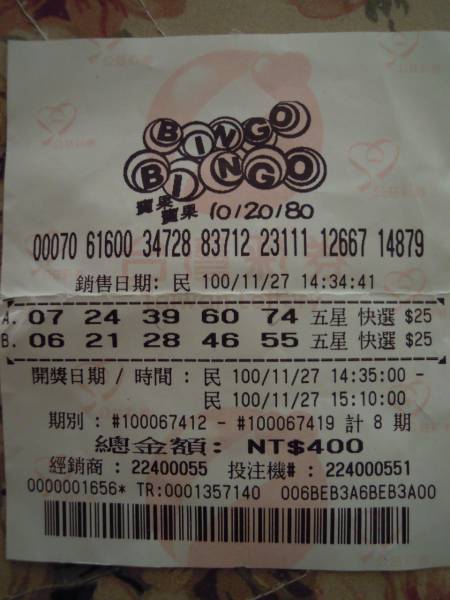 BINGO
BINGO
賓果
賓果 10/20/80
00070 61600 34728 83712 23111 12667 14879
銷售日期: 民 100/11/27 14:34:41
A. 07 24 39 60 74 五星 快選 $25
B. 06 21 28 46 55 五星 快選 $25
開獎日期 / 時間 : 民 100/11/27 14:35:00 -
民 100/11/27 15:10:00
期別 : #100067412 - #100067419 計 8 期
總金額: NT$400
經銷商 : 22400055 投注機# : 224000551
0000001656* TR:0001357140 006BEB3A6BEB3A00